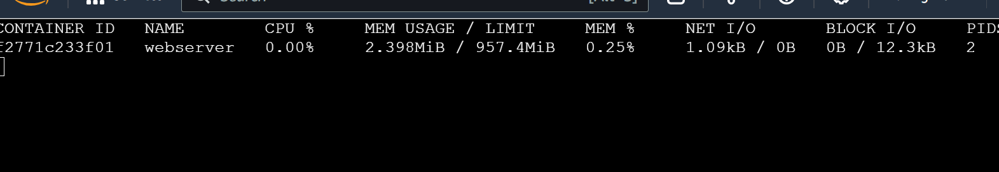 CONTAINER ID NAME CPU % MEM USAGE / LIMIT MEM % NET I/O BLOCK I/O PIDS
f2771c233f01 webserver 0.00% 2.398MiB / 957.4MiB 0.25% 1.09kB / 0B 0B / 12.3kB 2